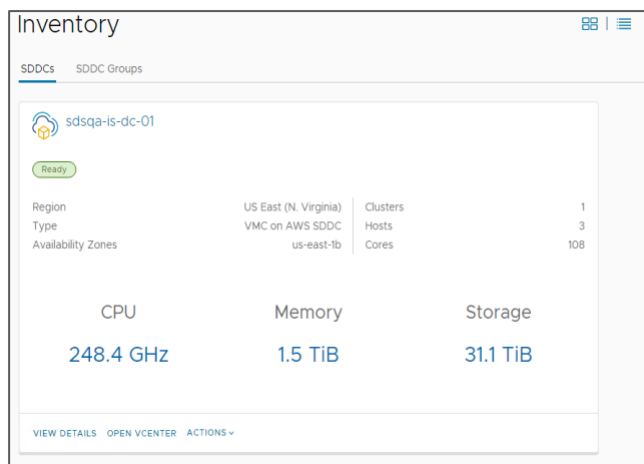 Inventory
SDDCs SDDC Groups
sdsqa-is-dc-01
Ready
Region US East (N. Virginia) Clusters 1
Type VMC on AWS SDDC Hosts 3
Availability Zones us-east-1b Cores 108
CPU Memory Storage
248.4 GHz 1.5 TiB 31.1 TiB
VIEW DETAILS OPEN VCENTER ACTIONS